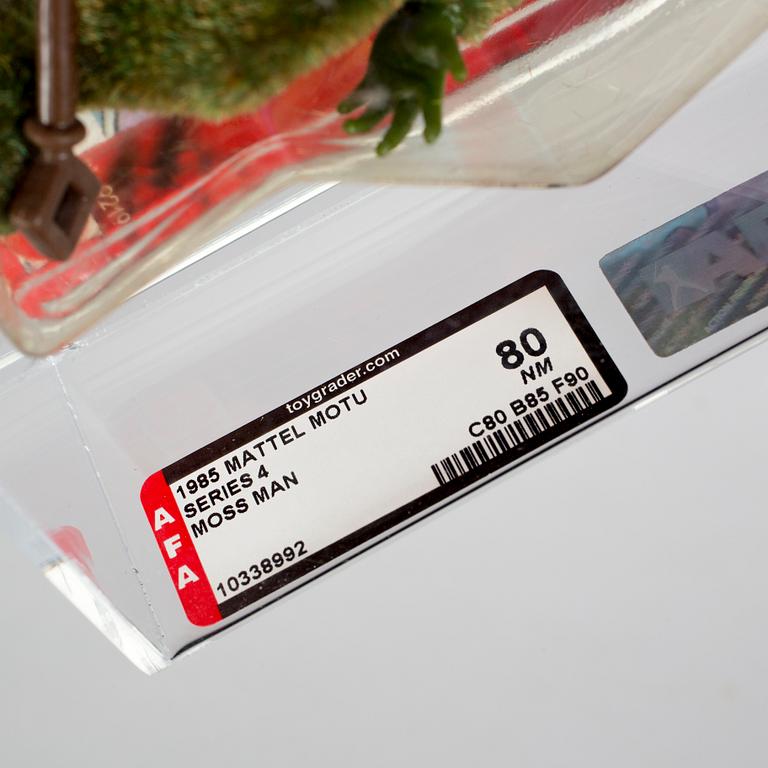 toygrader.com
1985 MATTEL MOTU
SERIES 4
MOSS MAN
10338992
80
NM
C80 B85 F90
AFA